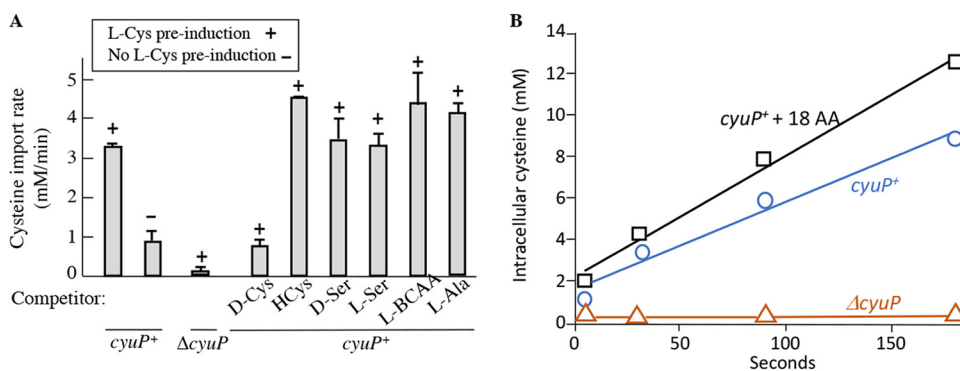 A
L-Cys pre-induction +
No L-Cys pre-induction –
Cysteine import rate
(mM/min)
5
4
3
2
1
0
+
–
+
+
+
+
+
+
+
Competitor:
D-Cys
HCys
D-Ser
L-Ser
L-BCAA
L-Ala
cyuP+
ΔcyuP
cyuP+
B
Intracellular cysteine (mM)
14
12
10
8
6
4
2
0
cyuP+ + 18 AA
cyuP+
ΔcyuP
0
50
100
150
Seconds